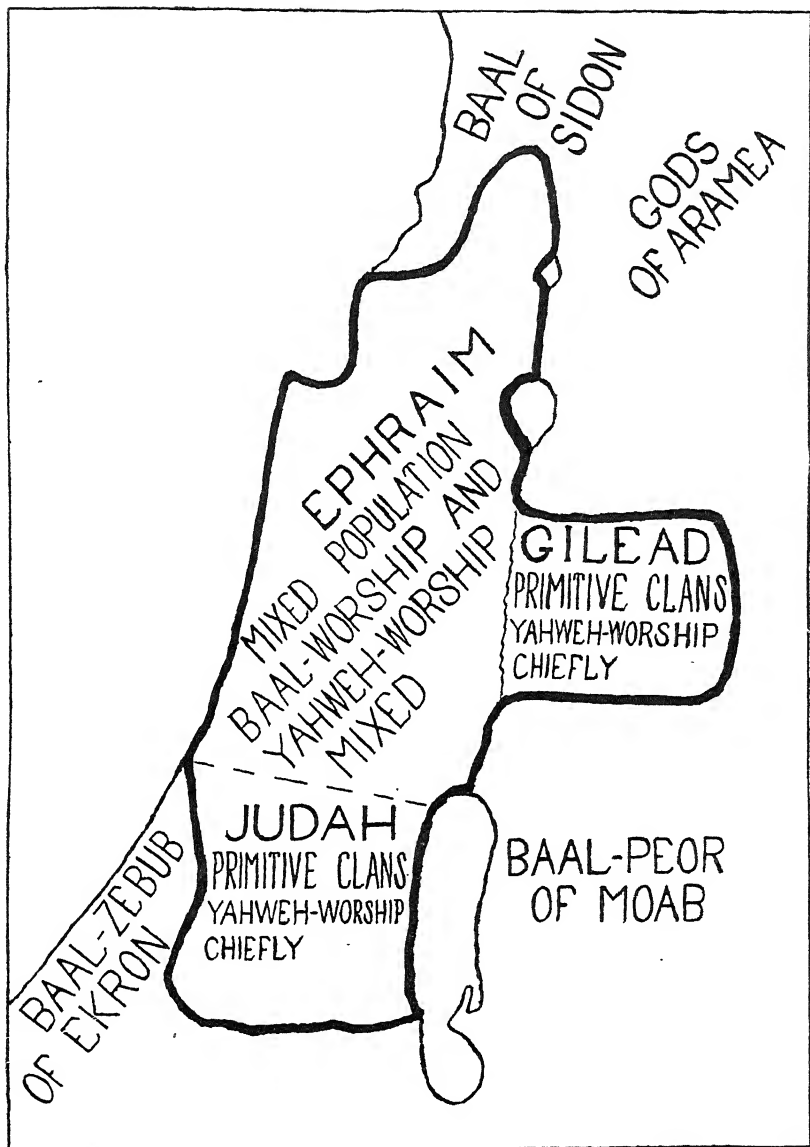 BAAL
OF
SIDON
GODS
OF ARAMEA
EPHRAIM
MIXED POPULATION
BAAL-WORSHIP AND
YAHWEH-WORSHIP
MIXED
GILEAD
PRIMITIVE CLANS
YAHWEH-WORSHIP
CHIEFLY
JUDAH
PRIMITIVE CLANS
YAHWEH-WORSHIP
CHIEFLY
BAAL-PEOR
OF MOAB
BAAL-ZEBUB
OF EKRON